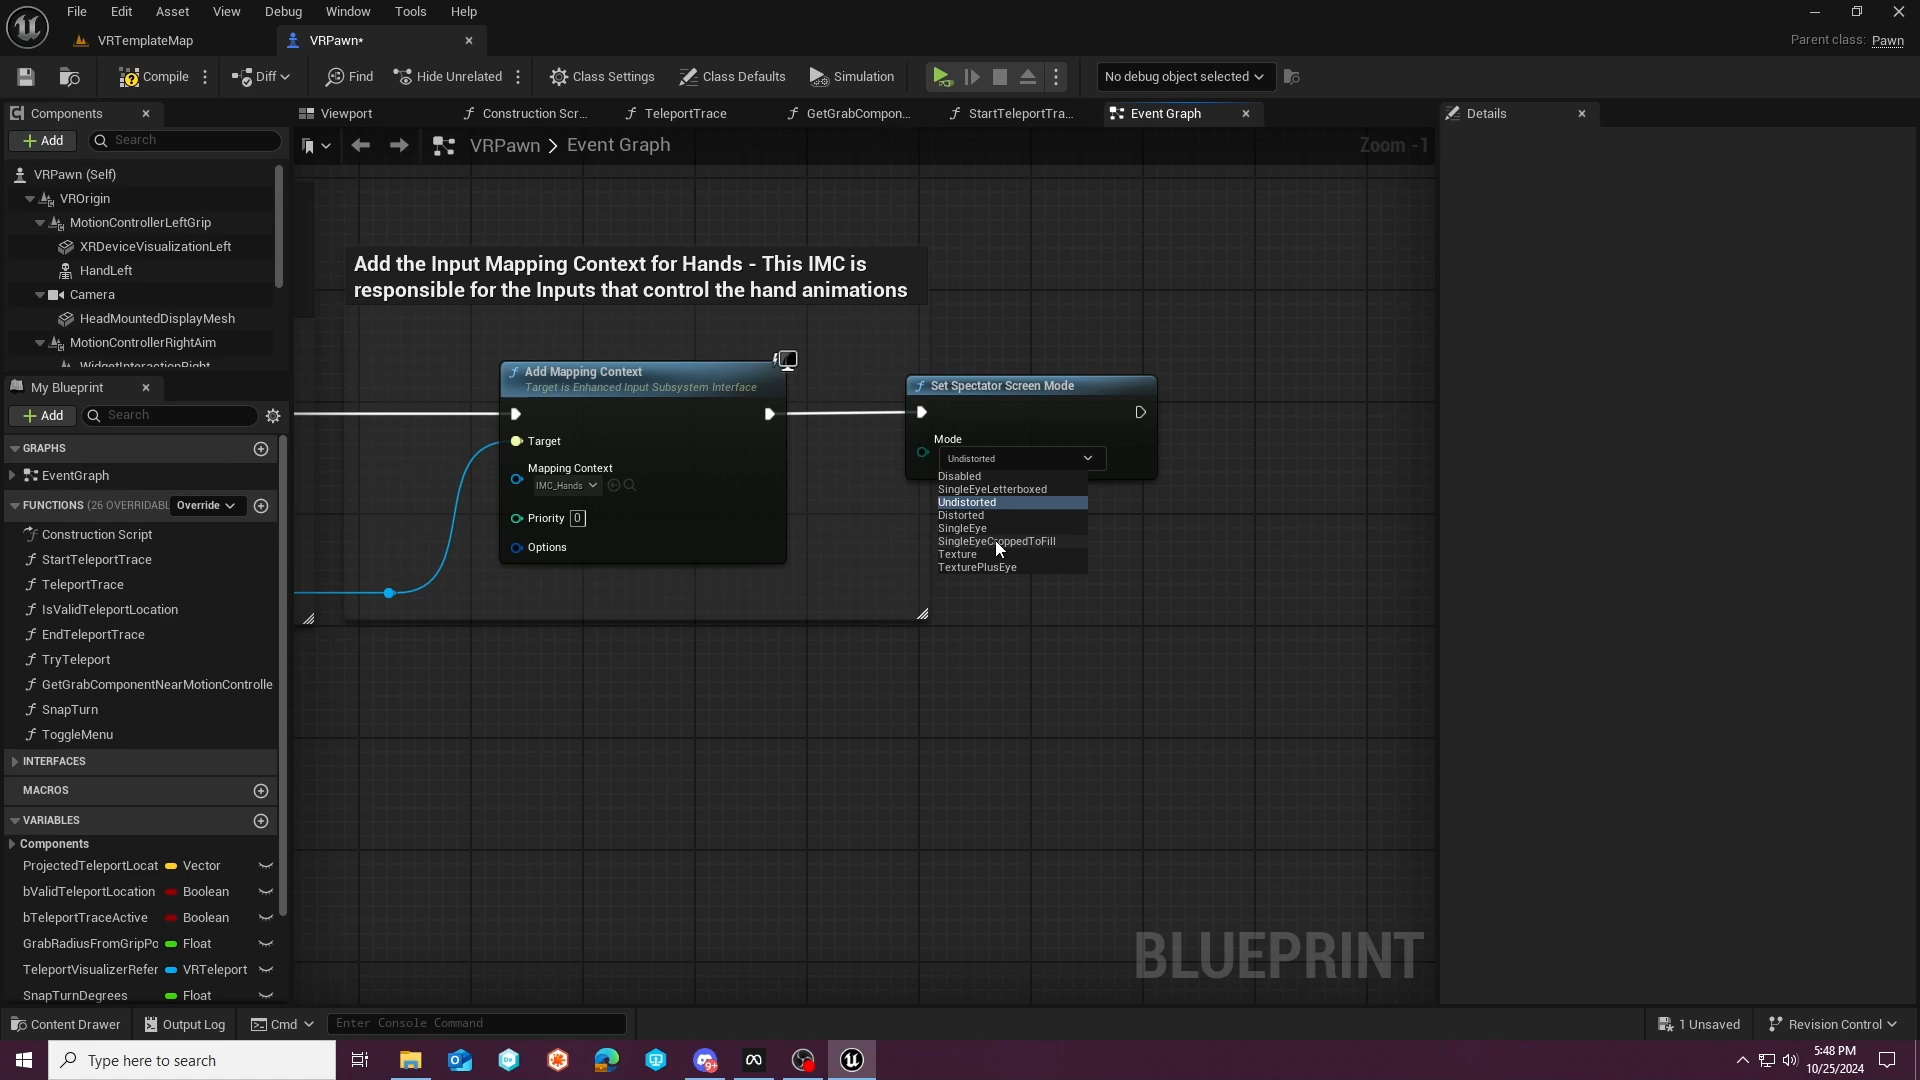 File Edit Asset View Debug Window Tools Help
VRTemplateMap
VRPawn*
Parent class: Pawn
Compile
Diff
Find
Hide Unrelated
Class Settings
Class Defaults
Simulation
No debug object selected
Components
Add
Search
VRPawn (Self)
VROrigin
MotionControllerLeftGrip
XRDeviceVisualizationLeft
HandLeft
Camera
HeadMountedDisplayMesh
MotionControllerRightAim
WidgetInteractionRight
My Blueprint
Add
Search
GRAPHS
EventGraph
FUNCTIONS (26 OVERRIDABL
Override
Construction Script
StartTeleportTrace
TeleportTrace
IsValidTeleportLocation
EndTeleportTrace
TryTeleport
GetGrabComponentNearMotionControlle
SnapTurn
ToggleMenu
INTERFACES
MACROS
VARIABLES
Components
ProjectedTeleportLocat Vector
bValidTeleportLocation Boolean
bTeleportTraceActive Boolean
GrabRadiusFromGripPo Float
TeleportVisualizerRefer VRTeleport
SnapTurnDegrees Float
Viewport
Construction Scr...
TeleportTrace
GetGrabCompon...
StartTeleportTra...
Event Graph
VRPawn > Event Graph
Zoom -1
Add the Input Mapping Context for Hands - This IMC is
responsible for the Inputs that control the hand animations
Add Mapping Context
Target is Enhanced Input Subsystem Interface
Target
Mapping Context
IMC_Hands
Priority 0
Options
Set Spectator Screen Mode
Mode
Undistorted
Disabled
SingleEyeLetterboxed
Undistorted
Distorted
SingleEye
SingleEyeCroppedToFill
Texture
TexturePlusEye
BLUEPRINT
Details
Content Drawer
Output Log
Cmd
Enter Console Command
1 Unsaved
Revision Control
Type here to search
9+
5:48 PM
10/25/2024